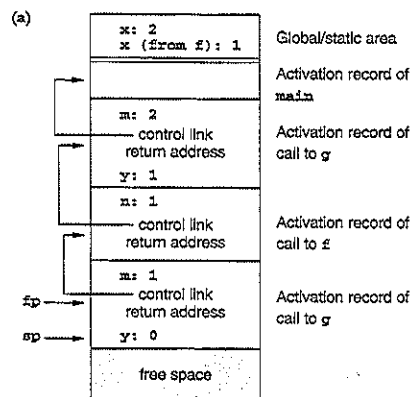 (a)
x: 2
x (from f): 1
Global/static area
Activation record of
main
m: 2
control link
return address
y: 1
Activation record of
call to g
n: 1
control link
return address
Activation record of
call to f
m: 1
control link
return address
y: 0
Activation record of
call to g
fp
sp
free space